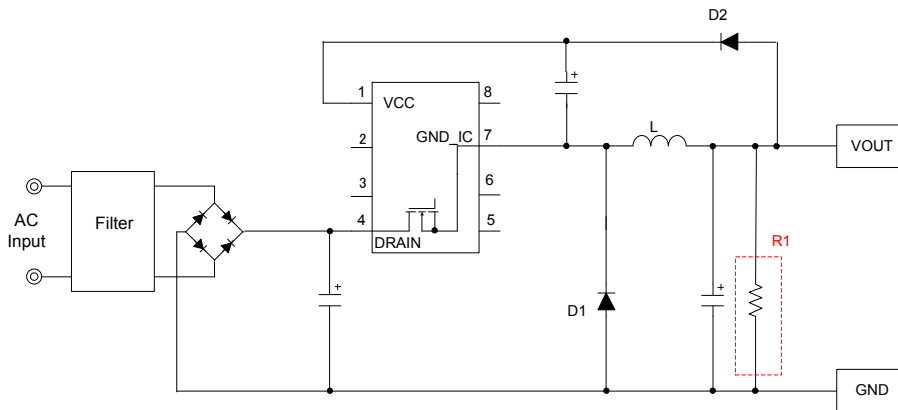 D2
+
1
VCC
8
L
2
GND_IC
7
VOUT
3
6
AC
Input
Filter
4
DRAIN
5
R1
+
D1
+
GND